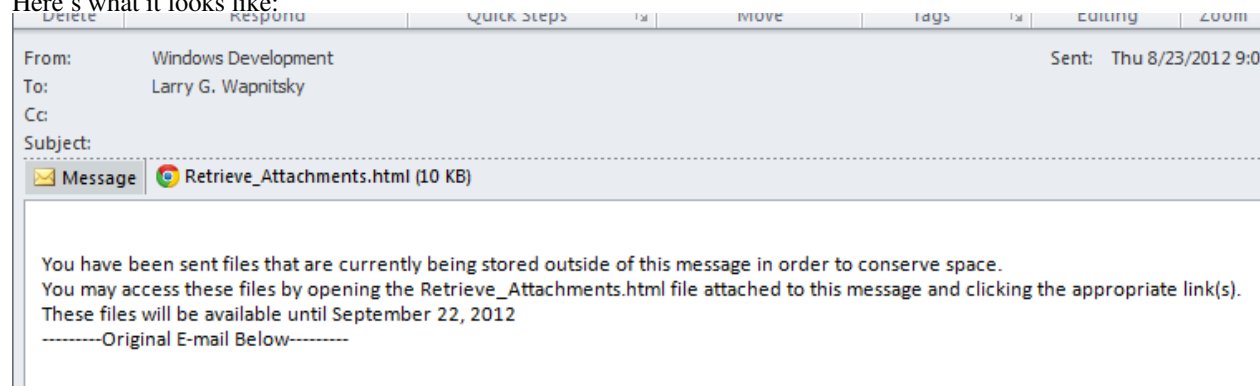 Here's what it looks like:
Delete Respond Quick Steps Move Tags Editing Zoom
From: Windows Development Sent: Thu 8/23/2012 9:0
To: Larry G. Wapnitsky
Cc:
Subject:
Message Retrieve_Attachments.html (10 KB)
You have been sent files that are currently being stored outside of this message in order to conserve space.
You may access these files by opening the Retrieve_Attachments.html file attached to this message and clicking the appropriate link(s).
These files will be available until September 22, 2012
---------Original E-mail Below---------